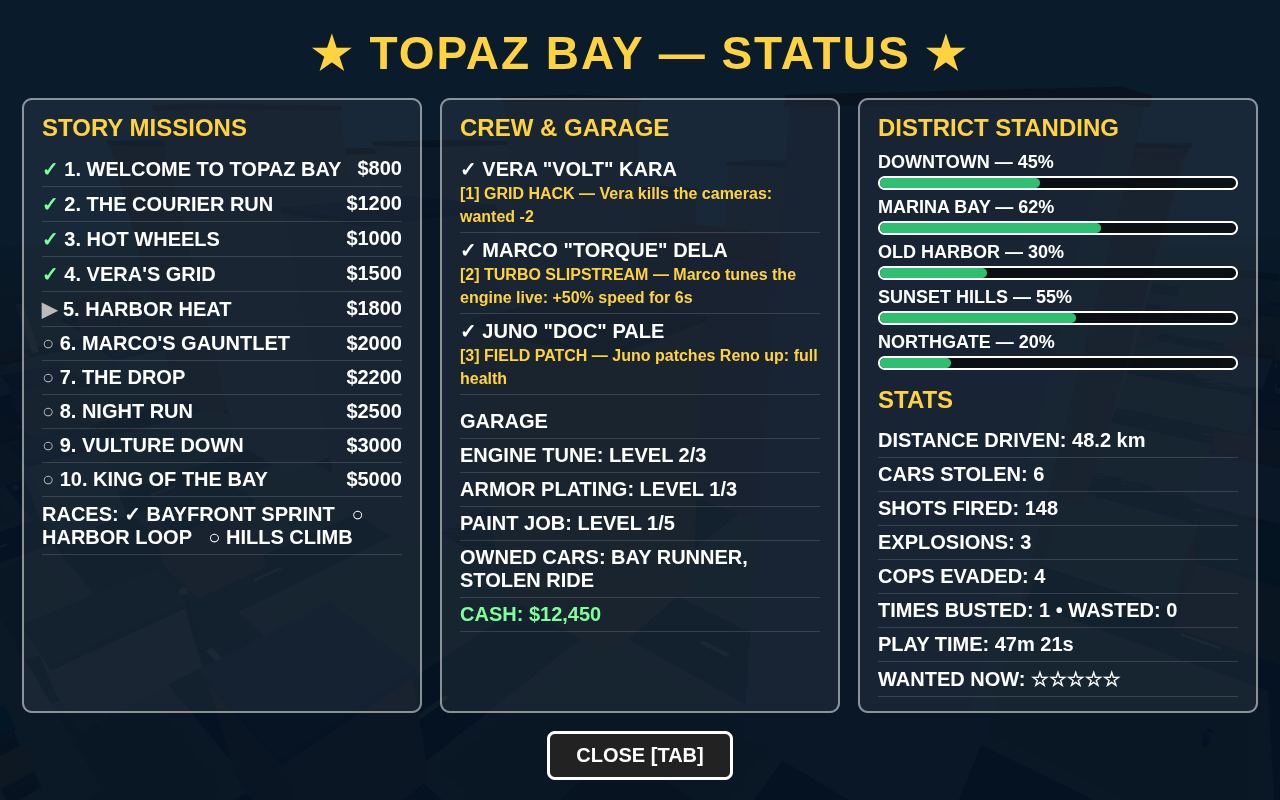 ★ TOPAZ BAY — STATUS ★
STORY MISSIONS
✓ 1. WELCOME TO TOPAZ BAY $800
✓ 2. THE COURIER RUN $1200
✓ 3. HOT WHEELS $1000
✓ 4. VERA'S GRID $1500
▶ 5. HARBOR HEAT $1800
○ 6. MARCO'S GAUNTLET $2000
○ 7. THE DROP $2200
○ 8. NIGHT RUN $2500
○ 9. VULTURE DOWN $3000
○ 10. KING OF THE BAY $5000
RACES: ✓ BAYFRONT SPRINT ○
HARBOR LOOP ○ HILLS CLIMB
CREW & GARAGE
✓ VERA "VOLT" KARA
[1] GRID HACK — Vera kills the cameras:
wanted -2
✓ MARCO "TORQUE" DELA
[2] TURBO SLIPSTREAM — Marco tunes the
engine live: +50% speed for 6s
✓ JUNO "DOC" PALE
[3] FIELD PATCH — Juno patches Reno up: full
health
GARAGE
ENGINE TUNE: LEVEL 2/3
ARMOR PLATING: LEVEL 1/3
PAINT JOB: LEVEL 1/5
OWNED CARS: BAY RUNNER,
STOLEN RIDE
CASH: $12,450
DISTRICT STANDING
DOWNTOWN — 45%
MARINA BAY — 62%
OLD HARBOR — 30%
SUNSET HILLS — 55%
NORTHGATE — 20%
STATS
DISTANCE DRIVEN: 48.2 km
CARS STOLEN: 6
SHOTS FIRED: 148
EXPLOSIONS: 3
COPS EVADED: 4
TIMES BUSTED: 1 • WASTED: 0
PLAY TIME: 47m 21s
WANTED NOW: ☆☆☆☆☆
CLOSE [TAB]